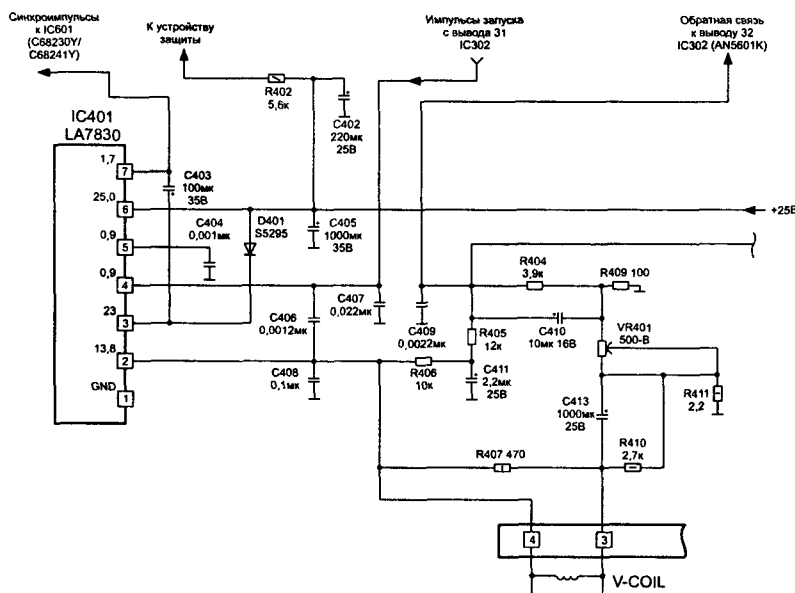 Синхроимпульсы
к IC601
(C68230Y/
C68241Y)
К устройству
защиты
Импульсы запуска
с вывода 31
IC302
Обратная связь
к выводу 32
IC302 (AN5601K)
R402
5,6к
C402
220мк
25В
IC401
LA7830
1,7
7
C403
100мк
35В
25,0
6
+25В
C404
0,001мк
D401
S5295
C405
1000мк
35В
0,9
5
0,9
4
R404
3,9к
R409 100
23
3
C406
0,0012мк
C407
0,022мк
C409
0,0022мк
R405
12к
C410
10мк 16В
VR401
500-B
13,8
2
C408
0,1мк
R406
10к
C411
2,2мк
25В
GND
1
C413
1000мк
25В
R411
2,2
R407 470
R410
2,7к
4
3
V-COIL